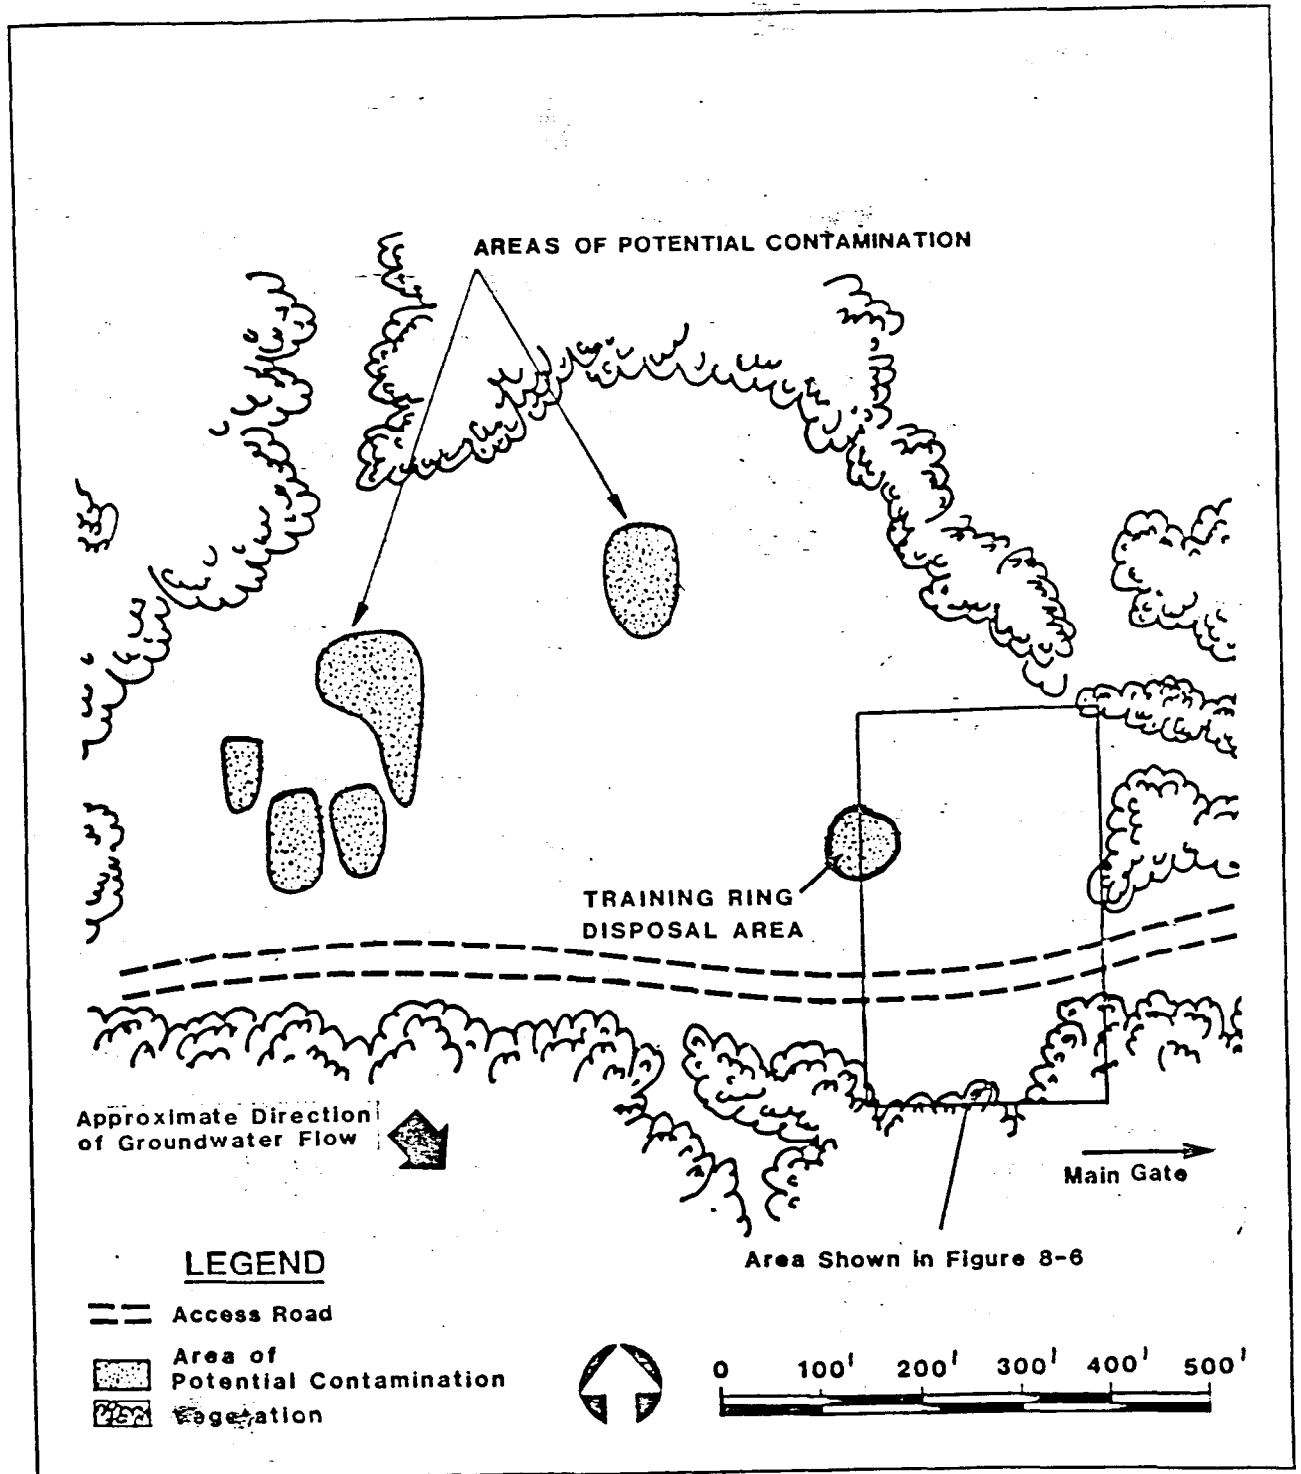 AREAS OF POTENTIAL CONTAMINATION
TRAINING RING
DISPOSAL AREA
Approximate Direction
of Groundwater Flow
Main Gate
Area Shown in Figure 8-6
LEGEND
Access Road
Area of
Potential Contamination
Vegetation
0 100' 200' 300' 400' 500'